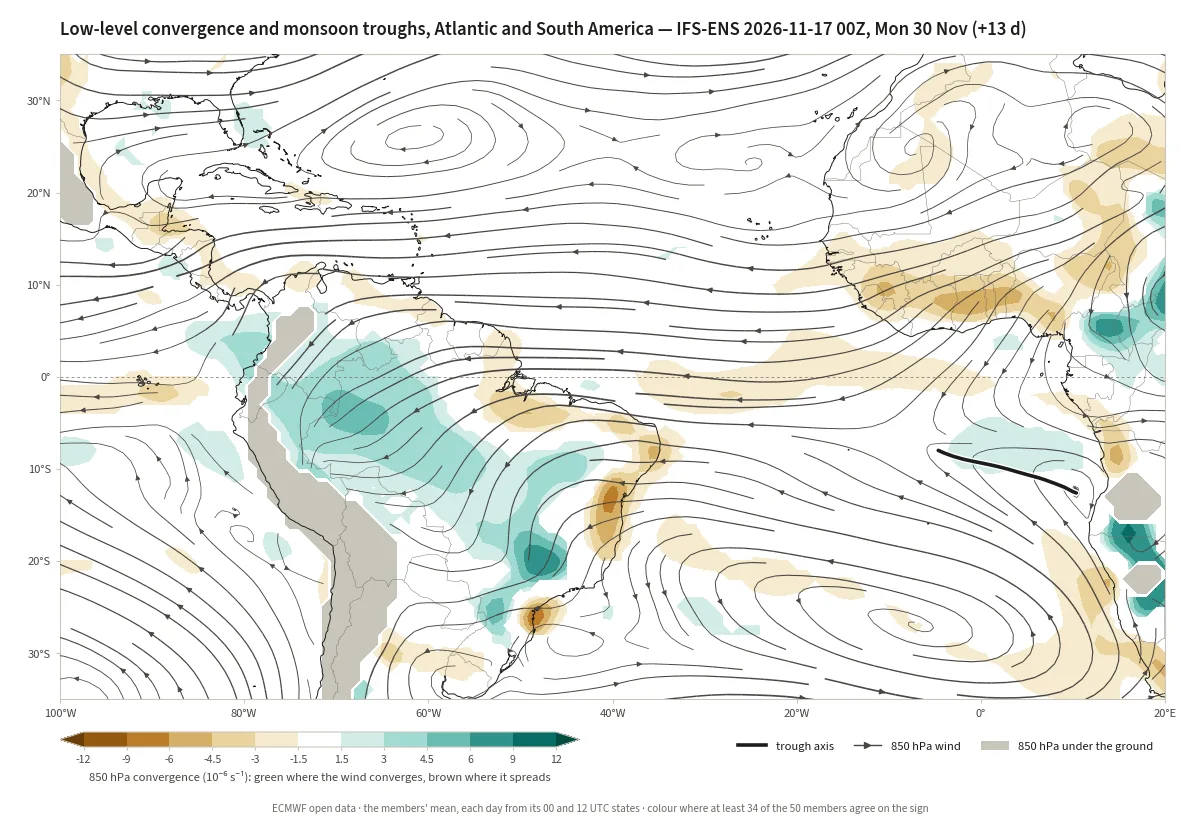 Low-level convergence and monsoon troughs, Atlantic and South America — IFS-ENS 2026-11-17 00Z, Mon 30 Nov (+13 d)
30°N
20°N
10°N
0°
10°S
20°S
30°S
100°W 80°W 60°W 40°W 20°W 0° 20°E
-12 -9 -6 -4.5 -3 -1.5 1.5 3 4.5 6 9 12
850 hPa convergence (10⁻⁶ s⁻¹): green where the wind converges, brown where it spreads
trough axis 850 hPa wind 850 hPa under the ground
ECMWF open data · the members' mean, each day from its 00 and 12 UTC states · colour where at least 34 of the 50 members agree on the sign